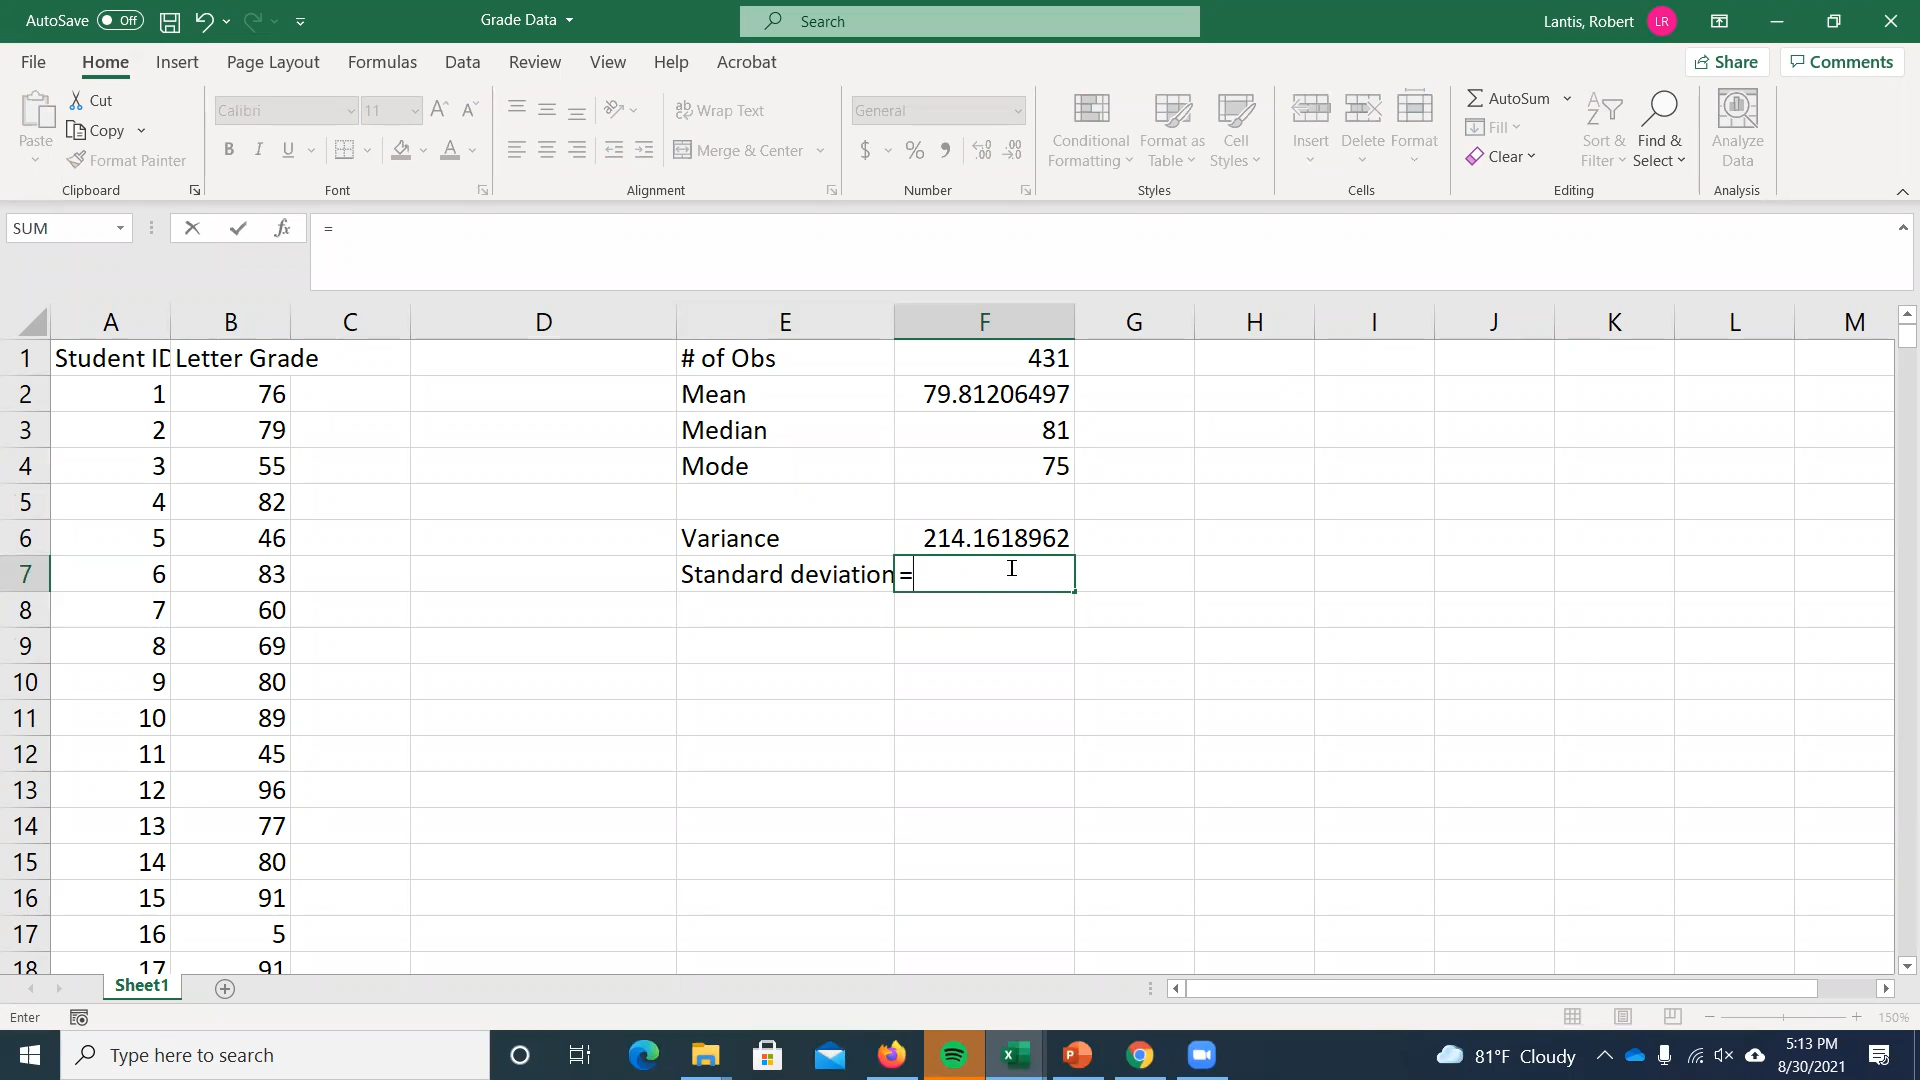 AutoSave Off Grade Data Search Lantis, Robert LR
File Home Insert Page Layout Formulas Data Review View Help Acrobat Share Comments
Paste Cut Copy Format Painter Clipboard
Calibri 11 A A B I U A Font
ab Wrap Text Merge & Center Alignment
General $ % , Number
Conditional Formatting Format as Table Cell Styles Styles
Insert Delete Format Cells
AutoSum Fill Clear Sort & Filter Find & Select Editing
Analyze Data Analysis
SUM fx =
A B C D E F G H I J K L M
1 Student ID Letter Grade # of Obs 431
2 1 76 Mean 79.81206497
3 2 79 Median 81
4 3 55 Mode 75
5 4 82
6 5 46 Variance 214.1618962
7 6 83 Standard deviation =
8 7 60
9 8 69
10 9 80
11 10 89
12 11 45
13 12 96
14 13 77
15 14 80
16 15 91
17 16 5
18 17 91
Sheet1
Enter 150%
Type here to search 81°F Cloudy 5:13 PM
8/30/2021